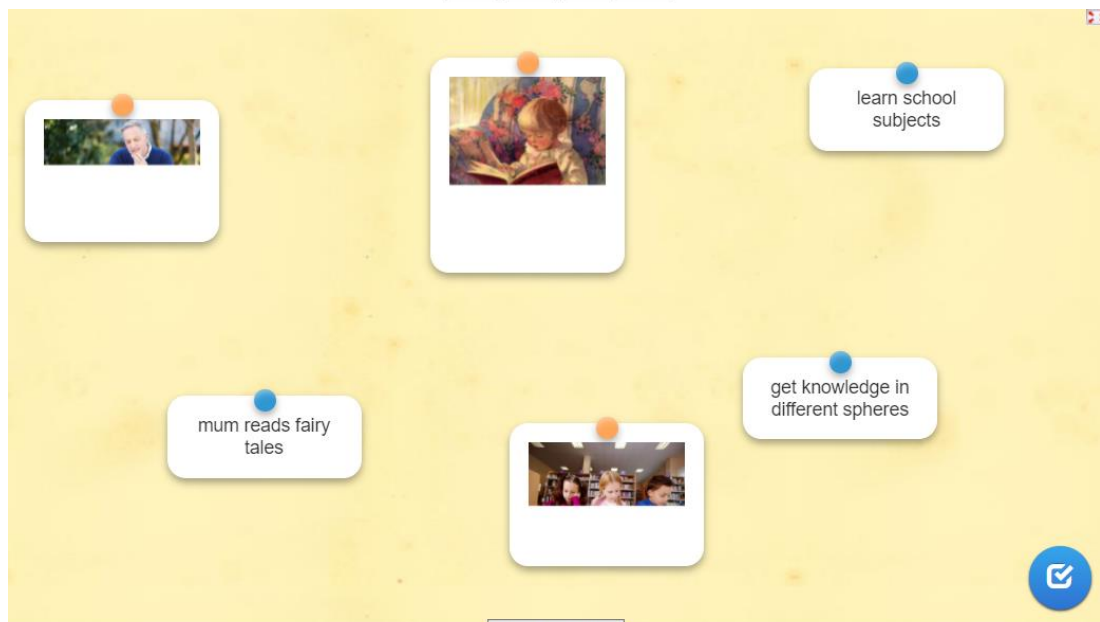 learn school
subjects
get knowledge in
different spheres
mum reads fairy
tales